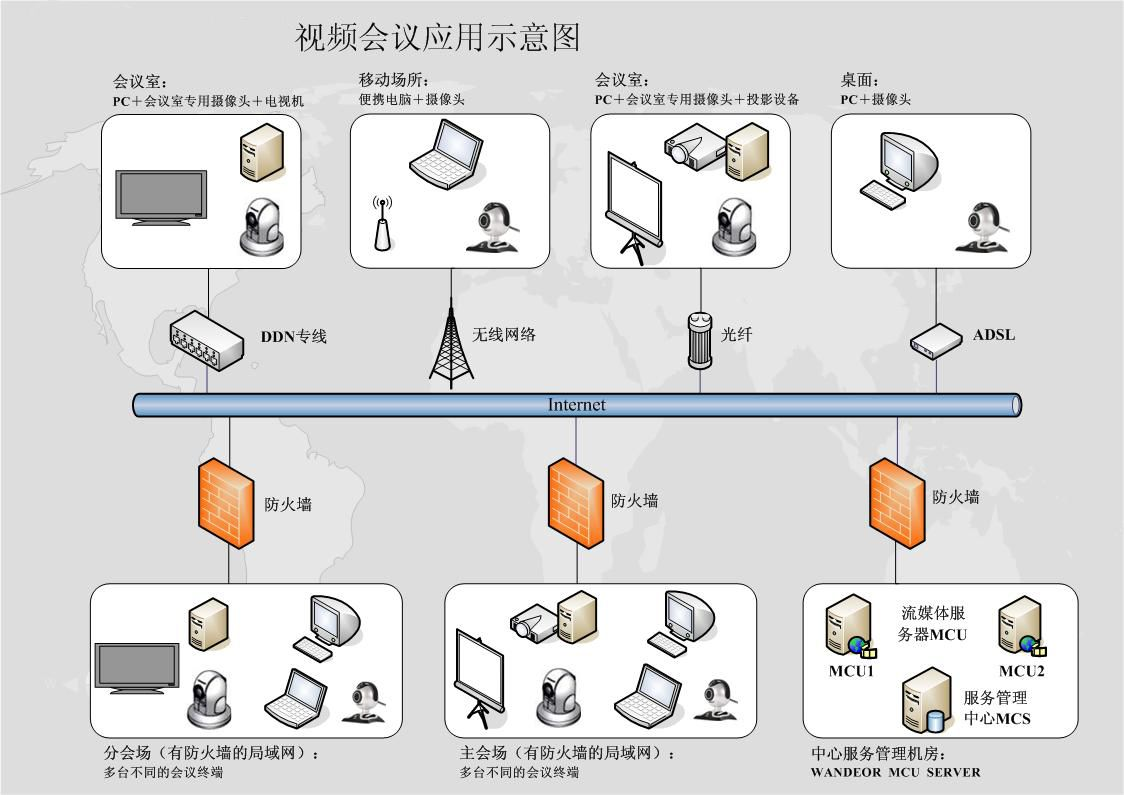 视频会议应用示意图
会议室：
PC＋会议室专用摄像头＋电视机
移动场所：
便携电脑＋摄像头
会议室：
PC＋会议室专用摄像头＋投影设备
桌面：
PC＋摄像头
DDN专线
无线网络
光纤
ADSL
Internet
防火墙
防火墙
防火墙
流媒体服
务器MCU
MCU1
MCU2
服务管理
中心MCS
分会场（有防火墙的局域网）：
多台不同的会议终端
主会场（有防火墙的局域网）：
多台不同的会议终端
中心服务管理机房：
WANDEOR MCU SERVER